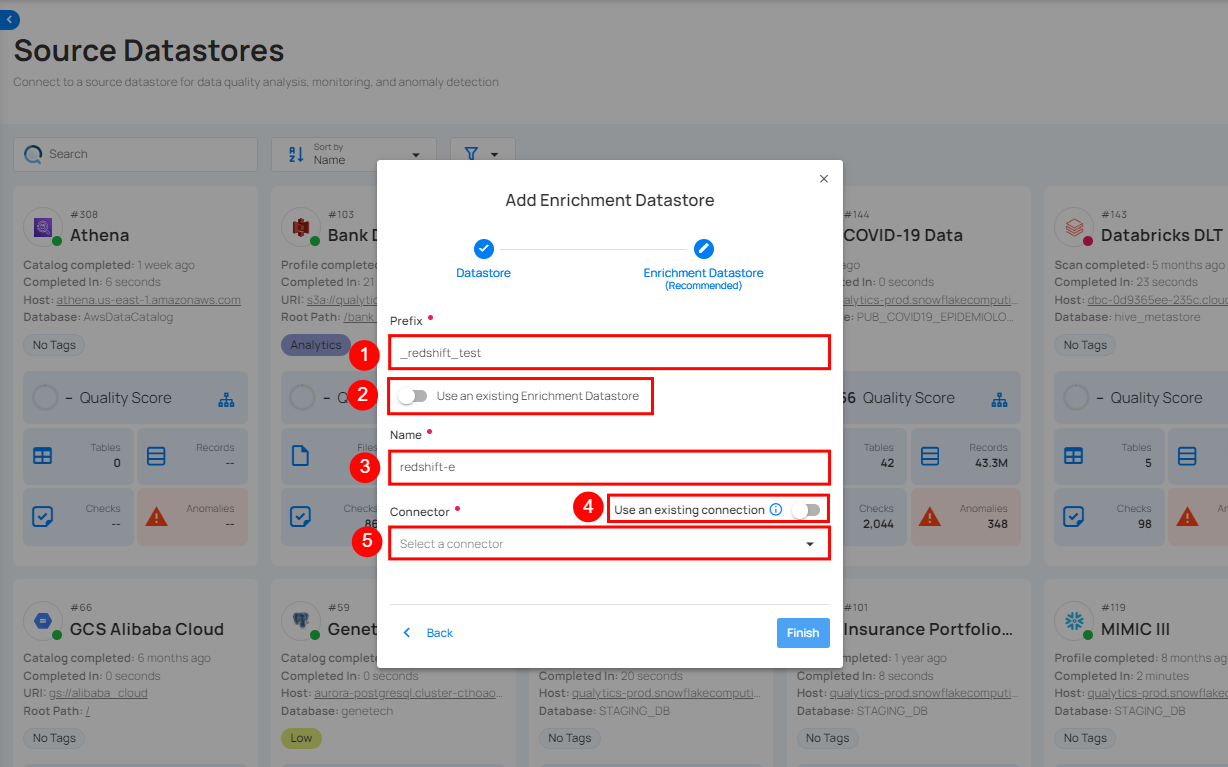 Source Datastores
Connect to a source datastore for data quality analysis, monitoring, and anomaly detection
Search
Sort by
Name
#308
Athena
Catalog completed: 1 week ago
Completed In: 6 seconds
Host: athena.us-east-1.amazonaws.com
Database: AwsDataCatalog
No Tags
– Quality Score
Tables
0
Records
--
Checks
--
Anomalies
--
#103
Bank
Profile completed
Completed In: 21
URI:
Root Path: /bank
Analytics
–
Files
Checks
#144
COVID-19 Data
ago
0 seconds
PUB_COVID19_EPIDEMIOLO...
Quality Score
Tables
42
Records
43.3M
Checks
2,044
Anomalies
348
#143
Databricks DLT
Scan completed: 5 months ago
Completed In: 23 seconds
Host: dbc-0d9365ee-235c.cloud
Database: hive_metastore
No Tags
– Quality Score
Tables
5
Checks
98
Add Enrichment Datastore
Datastore
Enrichment Datastore
(Recommended)
Prefix
1
_redshift_test
2
Use an existing Enrichment Datastore
Name
3
redshift-e
Connector
4
Use an existing connection
5
Select a connector
Back
Finish
#66
GCS Alibaba Cloud
Catalog completed: 6 months ago
Completed In: 0 seconds
URI: gs://alibaba_cloud
Root Path: /
No Tags
#59
Genet
Catalog completed
Completed In: 0 seconds
Host: aurora-postgresql.cluster-cthoao...
Database: genetech
Low
Completed In: 20 seconds
Host: qualytics-prod.snowflakecomputi...
Database: STAGING_DB
No Tags
#101
Insurance Portfolio...
1 year ago
Completed In: 8 seconds
Host: qualytics-prod.snowflakecomputi...
Database: STAGING_DB
No Tags
#119
MIMIC III
Profile completed: 8 months ago
Completed In: 2 minutes
Host: qualytics-prod.snowflakecomputi
Database: STAGING_DB
No Tags